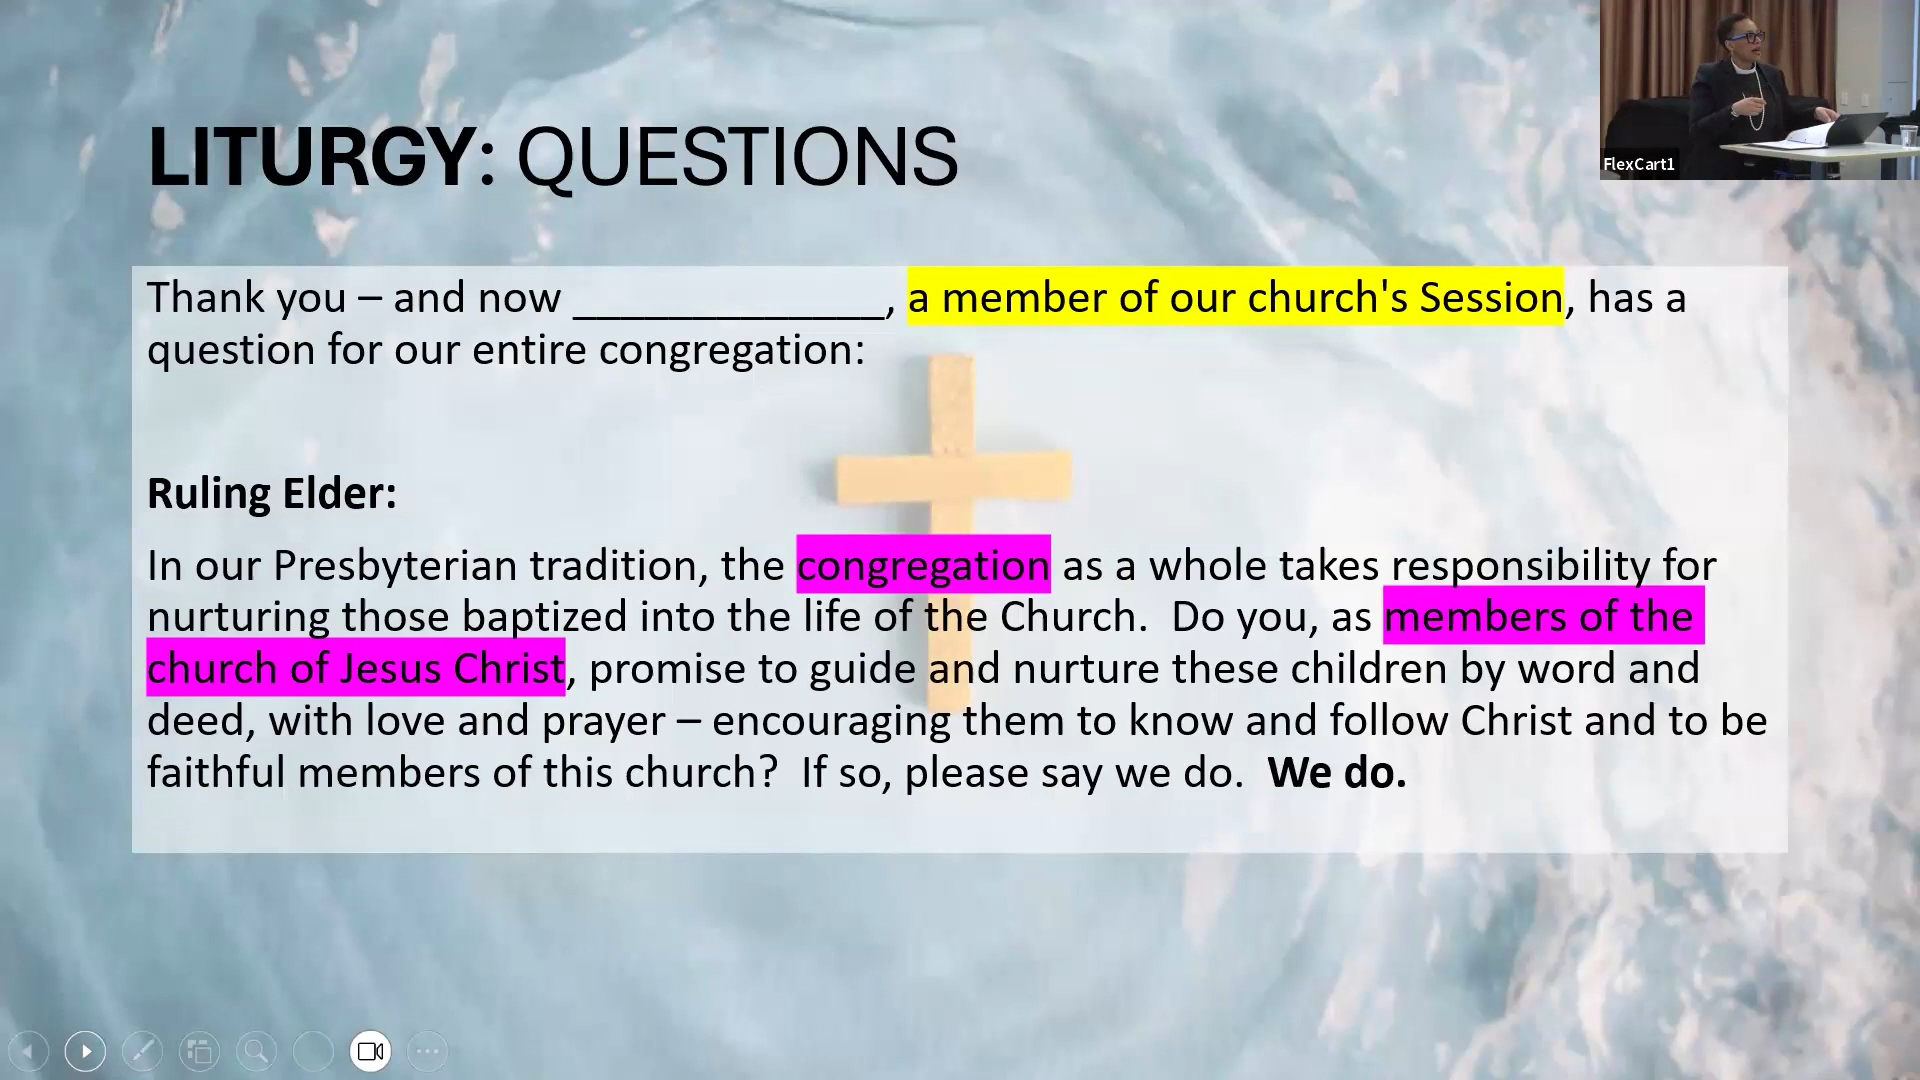 FlexCart1
LITURGY: QUESTIONS
Thank you – and now _____________, a member of our church's Session, has a
question for our entire congregation:
Ruling Elder:
In our Presbyterian tradition, the congregation as a whole takes responsibility for
nurturing those baptized into the life of the Church.  Do you, as members of the
church of Jesus Christ, promise to guide and nurture these children by word and
deed, with love and prayer – encouraging them to know and follow Christ and to be
faithful members of this church?  If so, please say we do.  We do.